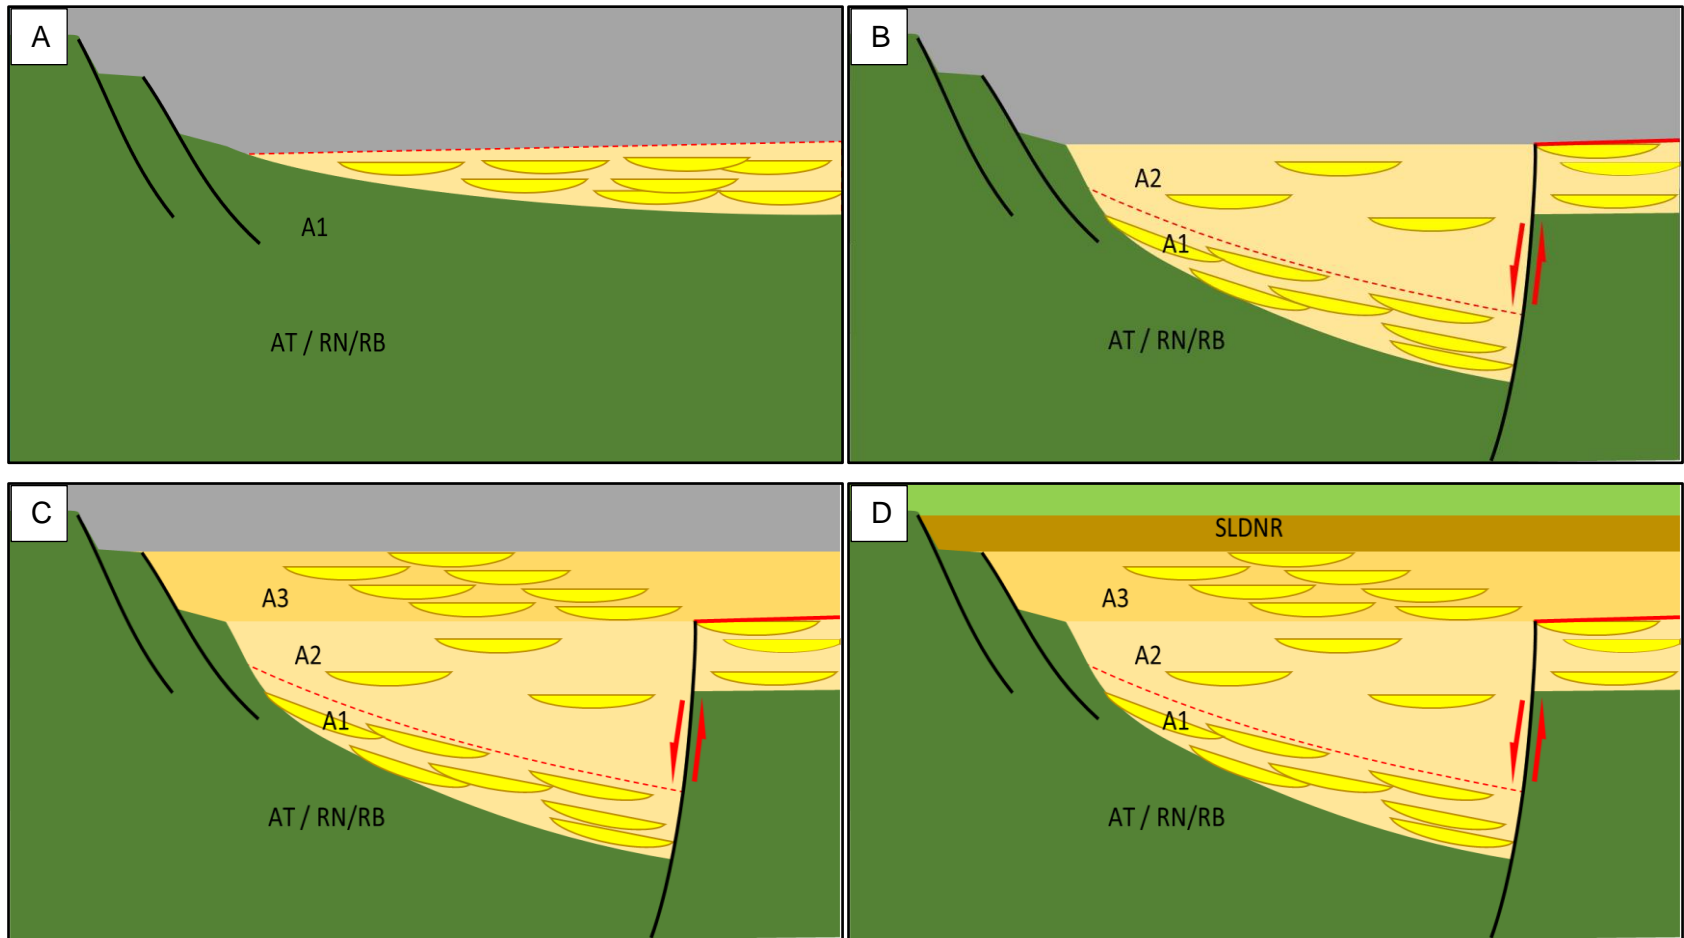 A
A1
AT / RN/RB
B
A2
A1
AT / RN/RB
C
A3
A2
A1
AT / RN/RB
D
SLDNR
A3
A2
A1
AT / RN/RB